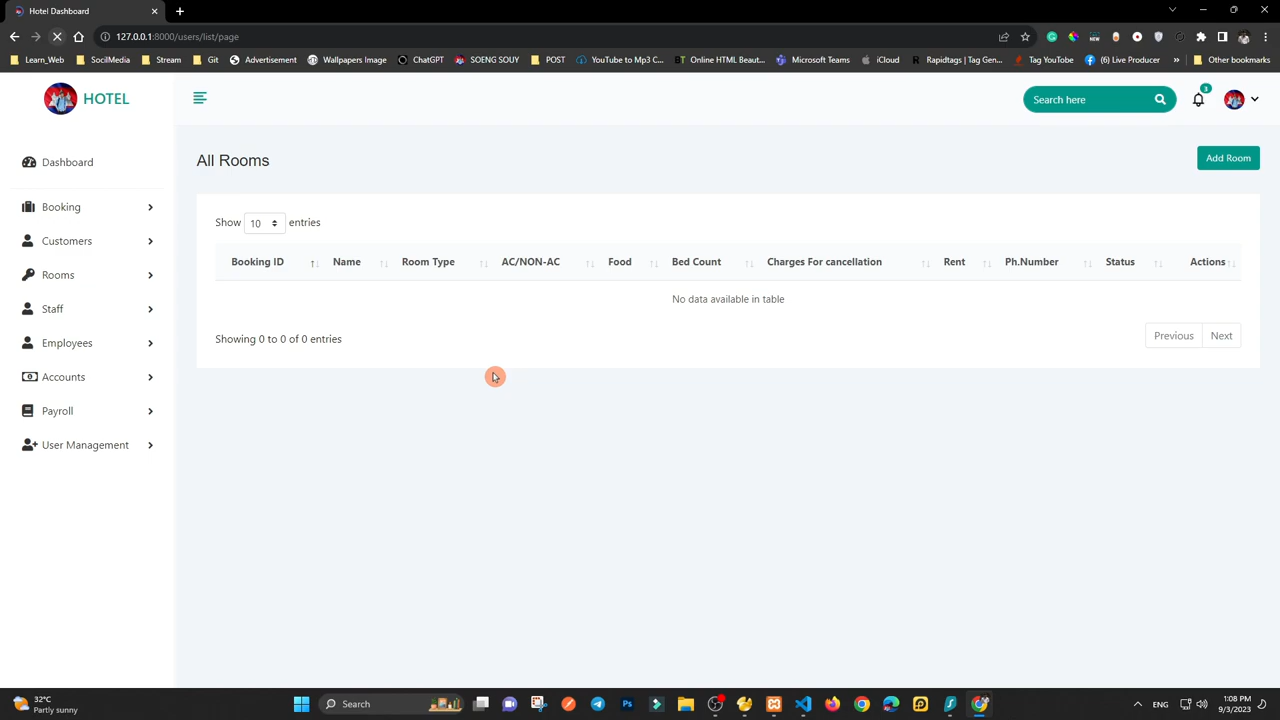 Hotel Dashboard
127.0.0.1:8000/users/list/page
Learn_Web SocilMedia Stream Git Advertisement Wallpapers Image ChatGPT SOENG SOUY POST YouTube to Mp3 C... BT Online HTML Beaut... Microsoft Teams iCloud Rapidtags | Tag Gen... Tag YouTube (6) Live Producer » Other bookmarks
HOTEL
Search here
3
Dashboard
Booking
Customers
Rooms
Staff
Employees
Accounts
Payroll
User Management
All Rooms
Add Room
Show 10 entries
Booking ID Name Room Type AC/NON-AC Food Bed Count Charges For cancellation Rent Ph.Number Status Actions
No data available in table
Showing 0 to 0 of 0 entries
Previous Next
32°C
Partly sunny
Search
Ps
ENG
1:08 PM
9/3/2023